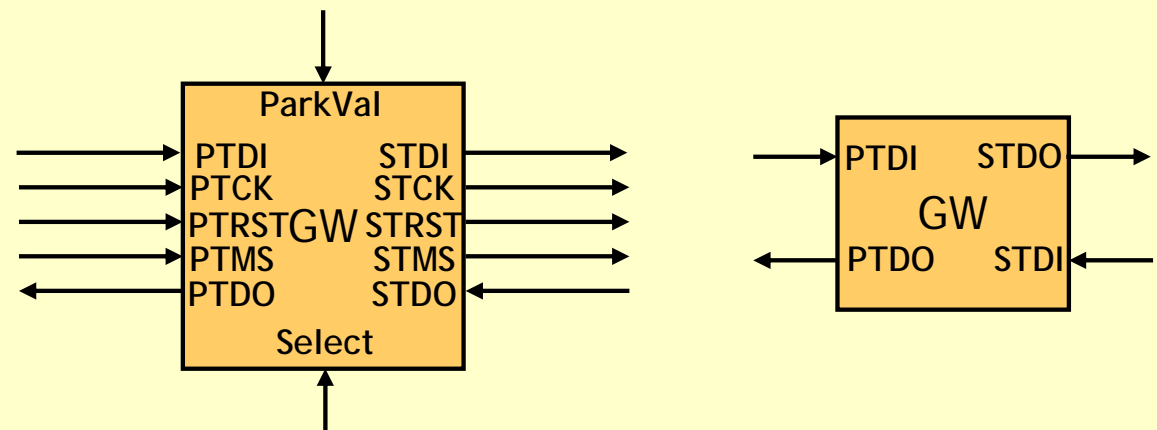 ParkVal
PTDI STDI
PTCK STCK
PTRST GW STRST
PTMS STMS
PTDO STDO
Select
PTDI STDO
GW
PTDO STDI